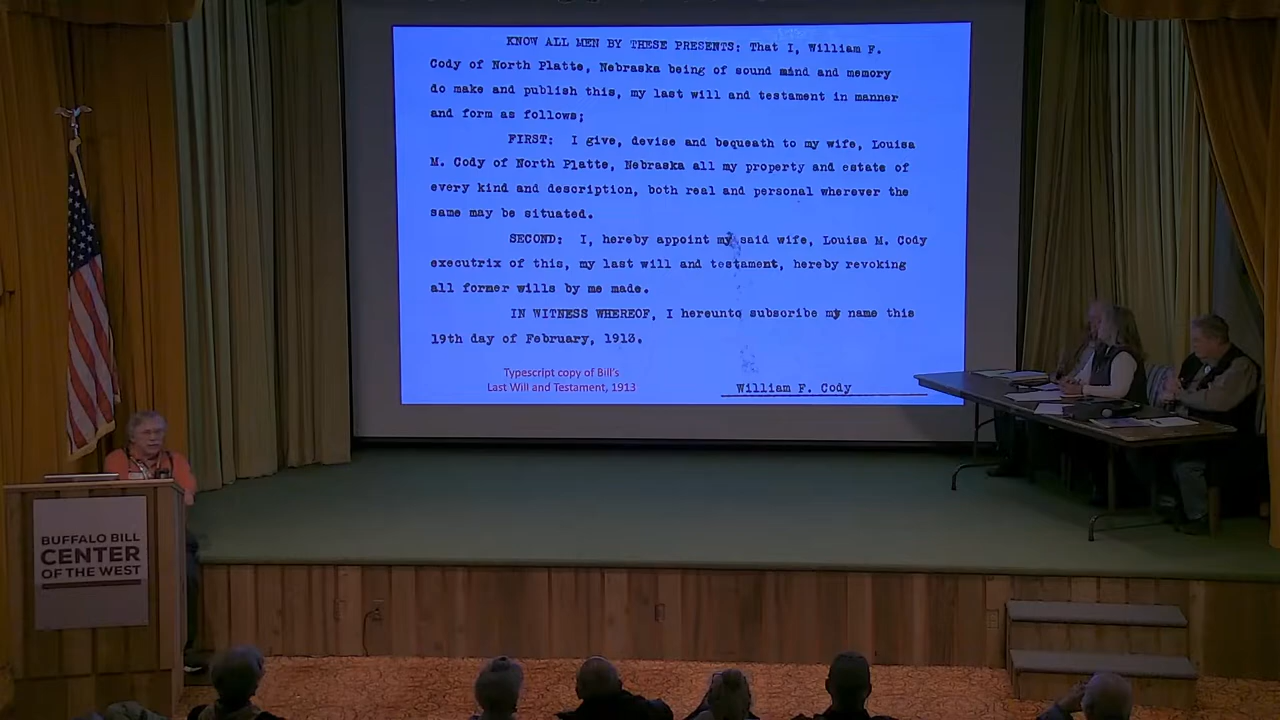 KNOW ALL MEN BY THESE PRESENTS: That I, William F.
Cody of North Platte, Nebraska being of sound mind and memory
do make and publish this, my last will and testament in manner
and form as follows;
FIRST: I give, devise and bequeath to my wife, Louisa
M. Cody of North Platte, Nebraska all my property and estate of
every kind and description, both real and personal wherever the
same may be situated.
SECOND: I, hereby appoint my said wife, Louisa M. Cody
executrix of this, my last will and testament, hereby revoking
all former wills by me made.
IN WITNESS WHEREOF, I hereunto subscribe my name this
19th day of February, 1913.
Typescript copy of Bill's
Last Will and Testament, 1913
William F. Cody
BUFFALO BILL
CENTER
OF THE WEST